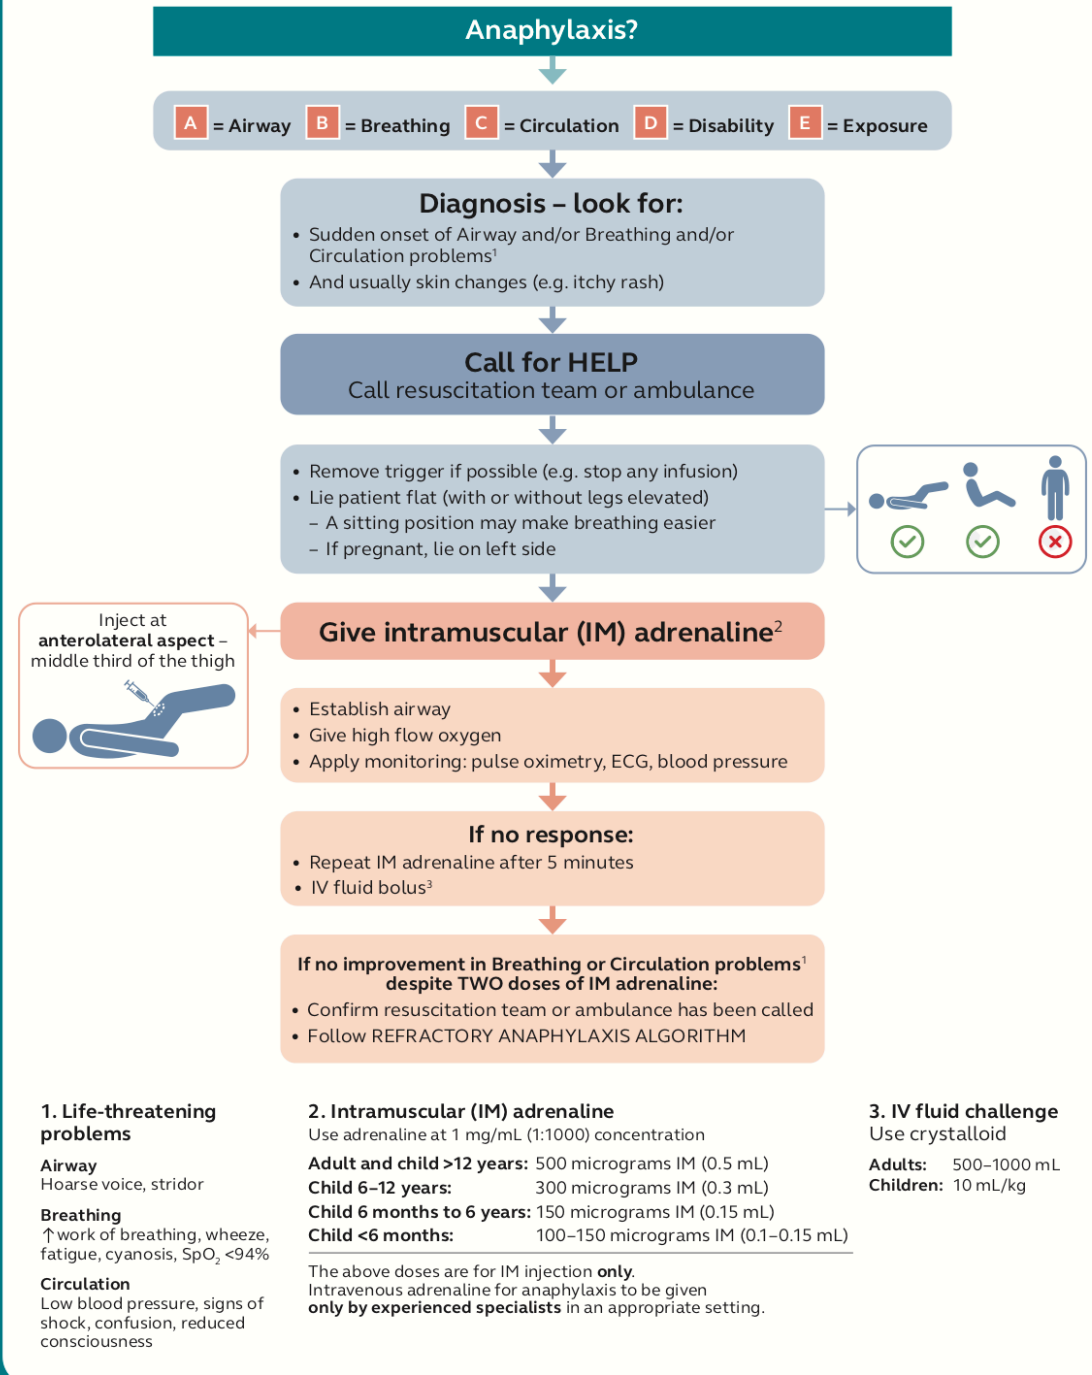 Anaphylaxis?
A = Airway B = Breathing C = Circulation D = Disability E = Exposure
Diagnosis – look for:
• Sudden onset of Airway and/or Breathing and/or
Circulation problems¹
• And usually skin changes (e.g. itchy rash)
Call for HELP
Call resuscitation team or ambulance
• Remove trigger if possible (e.g. stop any infusion)
• Lie patient flat (with or without legs elevated)
– A sitting position may make breathing easier
– If pregnant, lie on left side
Give intramuscular (IM) adrenaline²
Inject at
anterolateral aspect –
middle third of the thigh
• Establish airway
• Give high flow oxygen
• Apply monitoring: pulse oximetry, ECG, blood pressure
If no response:
• Repeat IM adrenaline after 5 minutes
• IV fluid bolus³
If no improvement in Breathing or Circulation problems¹
despite TWO doses of IM adrenaline:
• Confirm resuscitation team or ambulance has been called
• Follow REFRACTORY ANAPHYLAXIS ALGORITHM
1. Life-threatening
problems
Airway
Hoarse voice, stridor
Breathing
↑work of breathing, wheeze,
fatigue, cyanosis, SpO₂ <94%
Circulation
Low blood pressure, signs of
shock, confusion, reduced
consciousness
2. Intramuscular (IM) adrenaline
Use adrenaline at 1 mg/mL (1:1000) concentration
Adult and child >12 years: 500 micrograms IM (0.5 mL)
Child 6–12 years: 300 micrograms IM (0.3 mL)
Child 6 months to 6 years: 150 micrograms IM (0.15 mL)
Child <6 months: 100–150 micrograms IM (0.1–0.15 mL)
The above doses are for IM injection only.
Intravenous adrenaline for anaphylaxis to be given
only by experienced specialists in an appropriate setting.
3. IV fluid challenge
Use crystalloid
Adults: 500–1000 mL
Children: 10 mL/kg